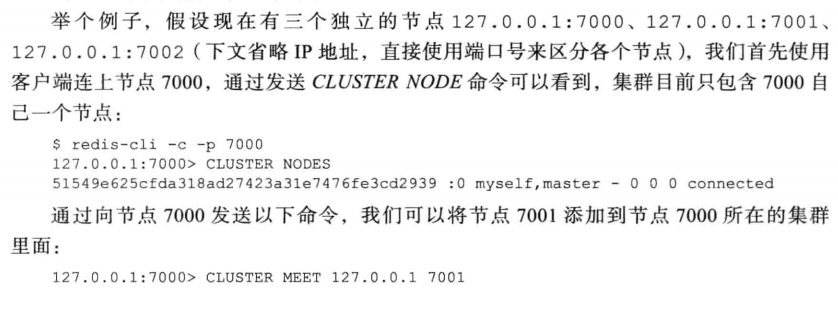 举个例子，假设现在有三个独立的节点 127.0.0.1:7000、127.0.0.1:7001、
127.0.0.1:7002（下文省略 IP 地址，直接使用端口号来区分各个节点），我们首先使用
客户端连上节点 7000，通过发送 CLUSTER NODE 命令可以看到，集群目前只包含 7000 自
己一个节点：
$ redis-cli -c -p 7000
127.0.0.1:7000> CLUSTER NODES
51549e625cfda318ad27423a31e7476fe3cd2939 :0 myself,master - 0 0 0 connected
通过向节点 7000 发送以下命令，我们可以将节点 7001 添加到节点 7000 所在的集群
里面：
127.0.0.1:7000> CLUSTER MEET 127.0.0.1 7001